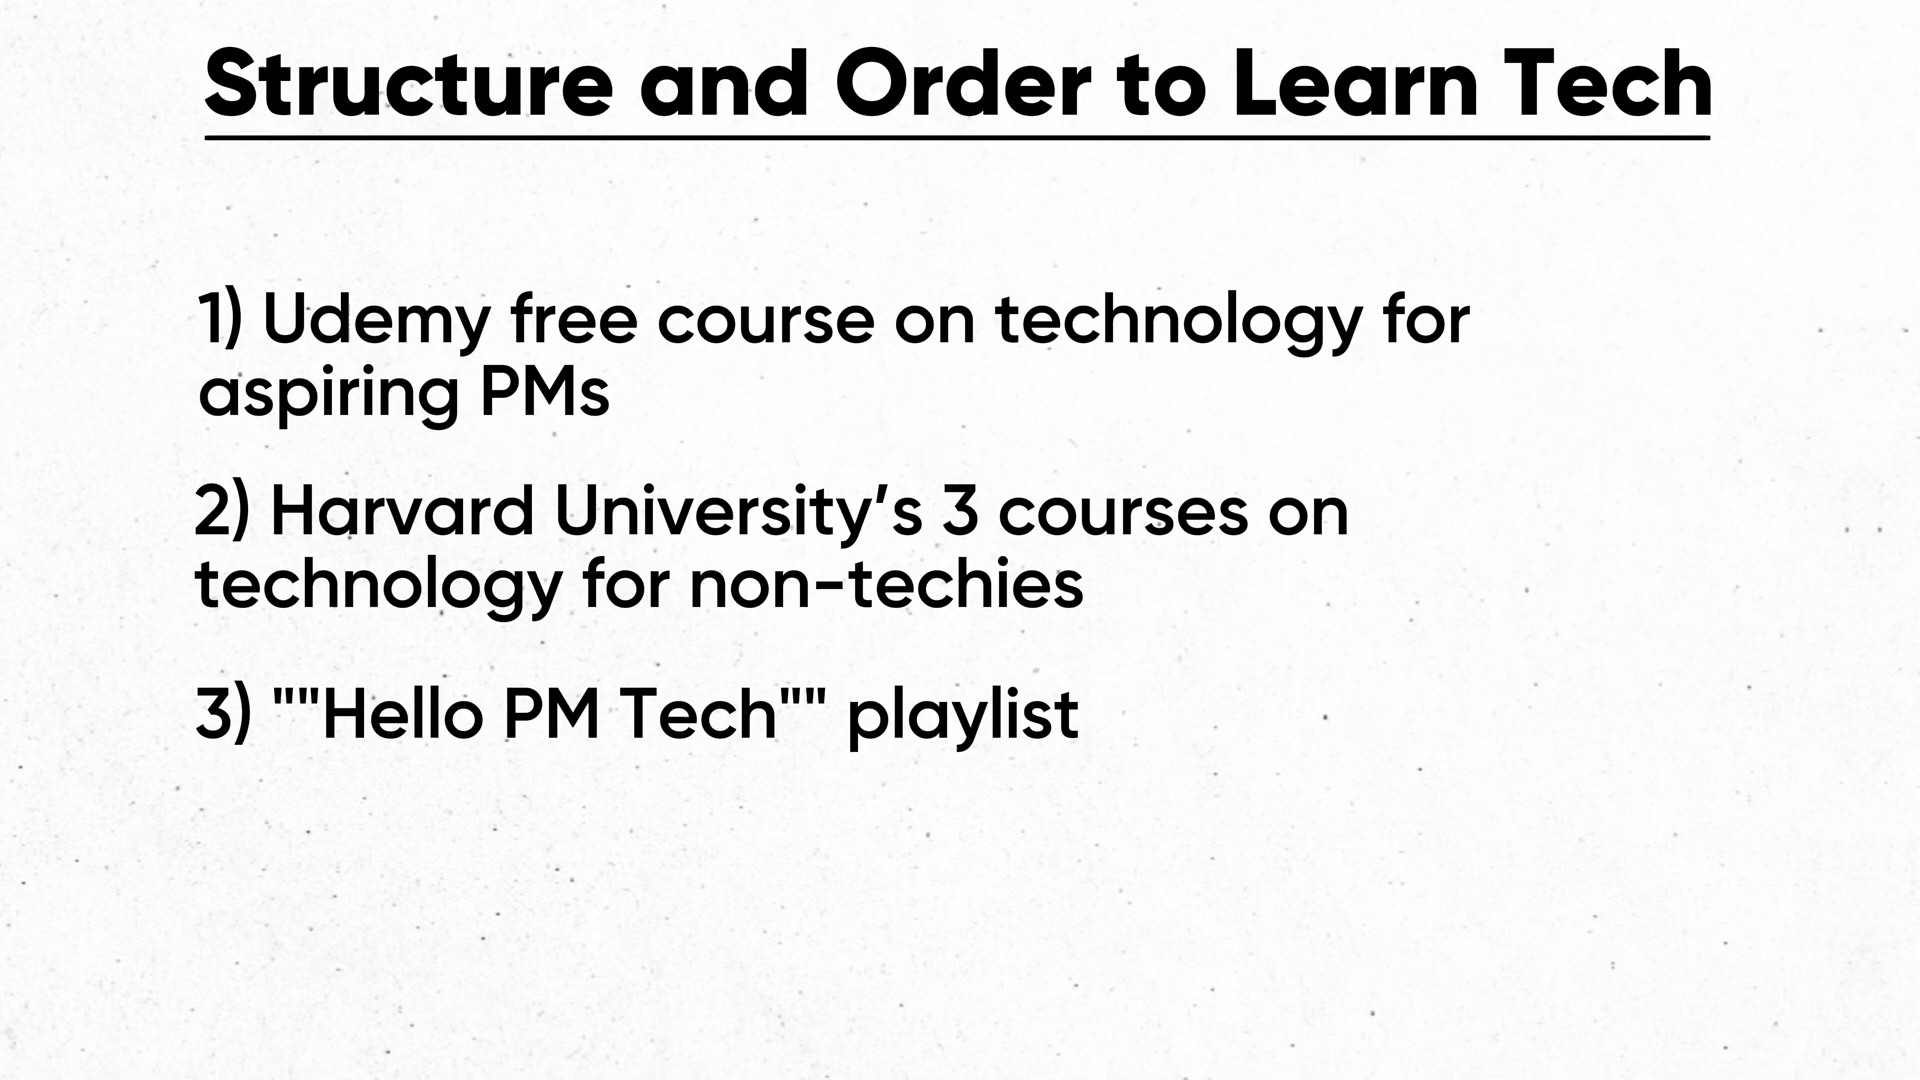 Structure and Order to Learn Tech
1) Udemy free course on technology for
aspiring PMs
2) Harvard University’s 3 courses on
technology for non-techies
3) ""Hello PM Tech"" playlist